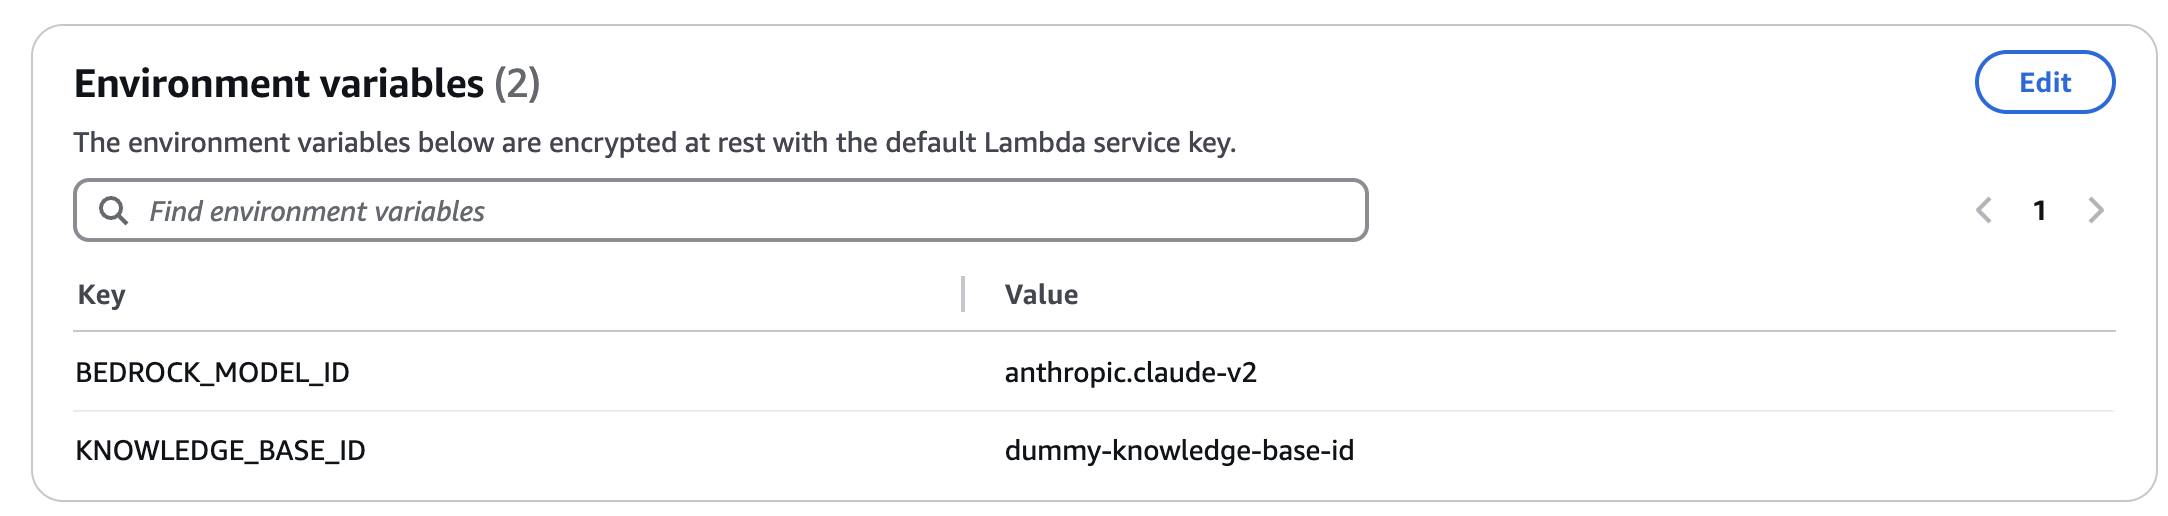 Environment variables (2)
Edit
The environment variables below are encrypted at rest with the default Lambda service key.
Find environment variables
1
Key Value
BEDROCK_MODEL_ID anthropic.claude-v2
KNOWLEDGE_BASE_ID dummy-knowledge-base-id